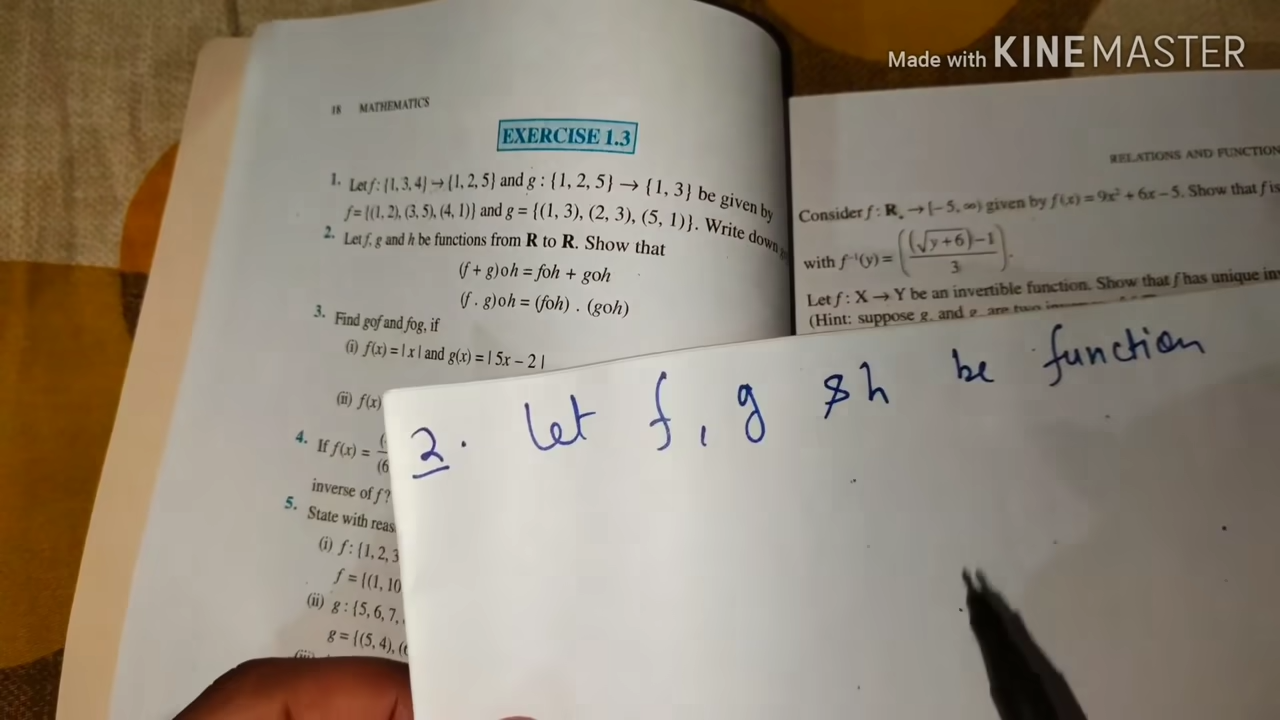 Made with KINEMASTER
18 MATHEMATICS
EXERCISE 1.3
1. Let f : {1, 3, 4} → {1, 2, 5} and g : {1, 2, 5} → {1, 3} be given by
f = {(1, 2), (3, 5), (4, 1)} and g = {(1, 3), (2, 3), (5, 1)}. Write down
2. Let f, g and h be functions from R to R. Show that
(f + g)oh = foh + goh
(f . g)oh = (foh) . (goh)
3. Find gof and fog, if
(i) f(x) = | x | and g(x) = | 5x – 2 |
(ii) f(x)
4. If f(x) = (
(6
inverse of f?
5. State with reas
(i) f : {1, 2, 3
f = {(1, 10
(ii) g : {5, 6, 7,
g = {(5, 4), (
(iii)
RELATIONS AND FUNCTION
Consider f : R₊ → [– 5, ∞) given by f(x) = 9x² + 6x – 5. Show that f is
with f⁻¹(y) = ((√y + 6) – 1 / 3).
Let f : X → Y be an invertible function. Show that f has unique in
(Hint: suppose g₁ and g₂ are two
2. Let f, g & h be function